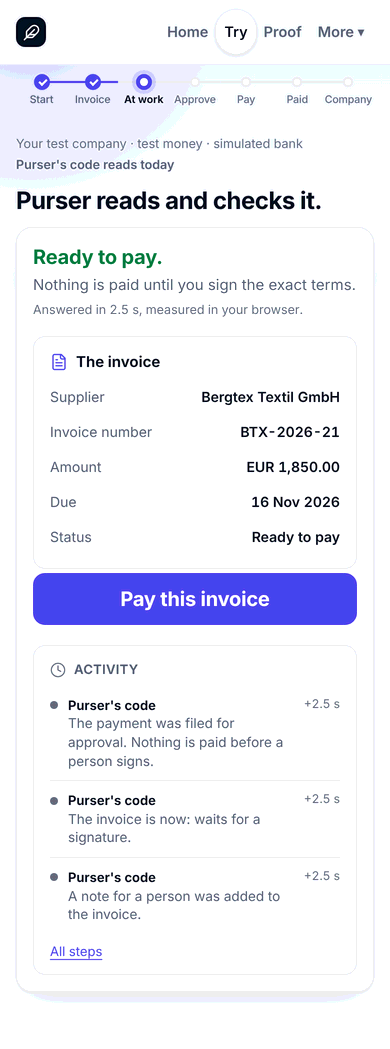 Home Try Proof More ▾
Start Invoice At work Approve Pay Paid Company
Your test company · test money · simulated bank
Purser's code reads today
Purser reads and checks it.
Ready to pay.
Nothing is paid until you sign the exact terms.
Answered in 2.5 s, measured in your browser.
The invoice
Supplier Bergtex Textil GmbH
Invoice number BTX-2026-21
Amount EUR 1,850.00
Due 16 Nov 2026
Status Ready to pay
Pay this invoice
ACTIVITY
Purser's code +2.5 s
The payment was filed for
approval. Nothing is paid before a
person signs.
Purser's code +2.5 s
The invoice is now: waits for a
signature.
Purser's code +2.5 s
A note for a person was added to
the invoice.
All steps